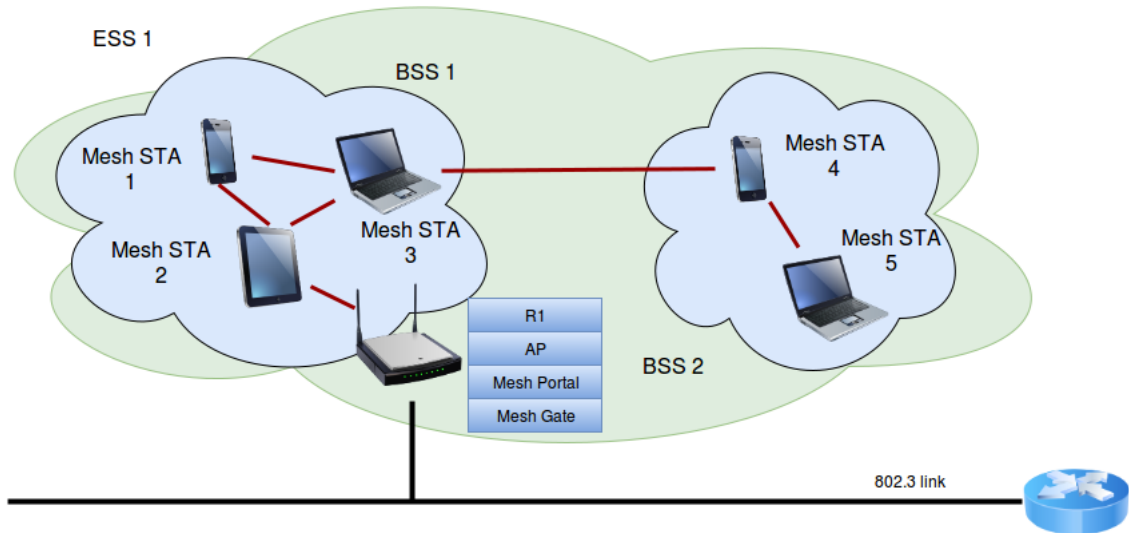 ESS 1
BSS 1
Mesh STA
1
Mesh STA
4
Mesh STA
2
Mesh STA
3
Mesh STA
5
R1
AP
Mesh Portal
Mesh Gate
BSS 2
802.3 link